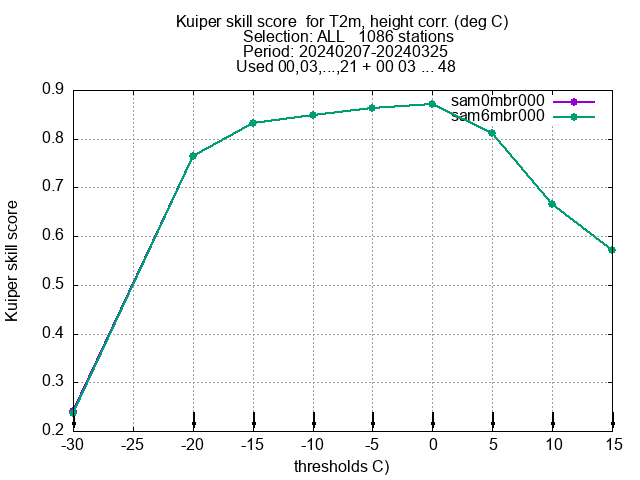 Kuiper skill score  for T2m, height corr. (deg C)
Selection: ALL   1086 stations
Period: 20240207-20240325
Used 00,03,...,21 + 00 03 ... 48
sam0mbr000
sam6mbr000
Kuiper skill score
0.9
0.8
0.7
0.6
0.5
0.4
0.3
0.2
-30 -25 -20 -15 -10 -5 0 5 10 15
thresholds C)